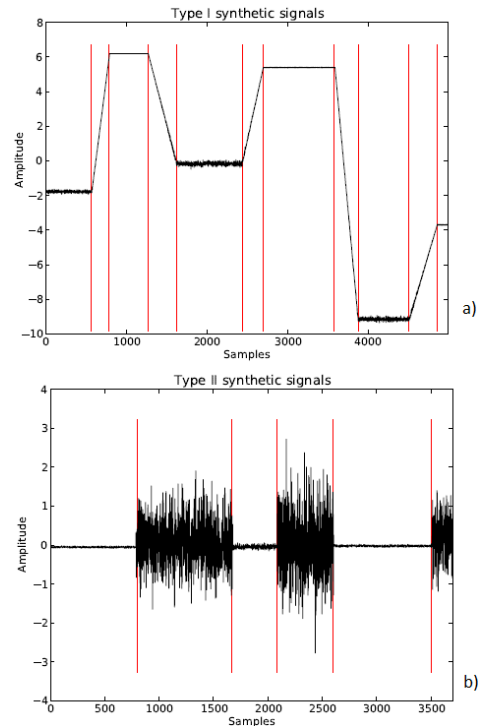 Type I synthetic signals
8
6
4
2
0
−2
−4
−6
−8
−10
Amplitude
0 1000 2000 3000 4000
Samples
a)
Type II synthetic signals
4
3
2
1
0
−1
−2
−3
−4
Amplitude
0 500 1000 1500 2000 2500 3000 3500
Samples
b)